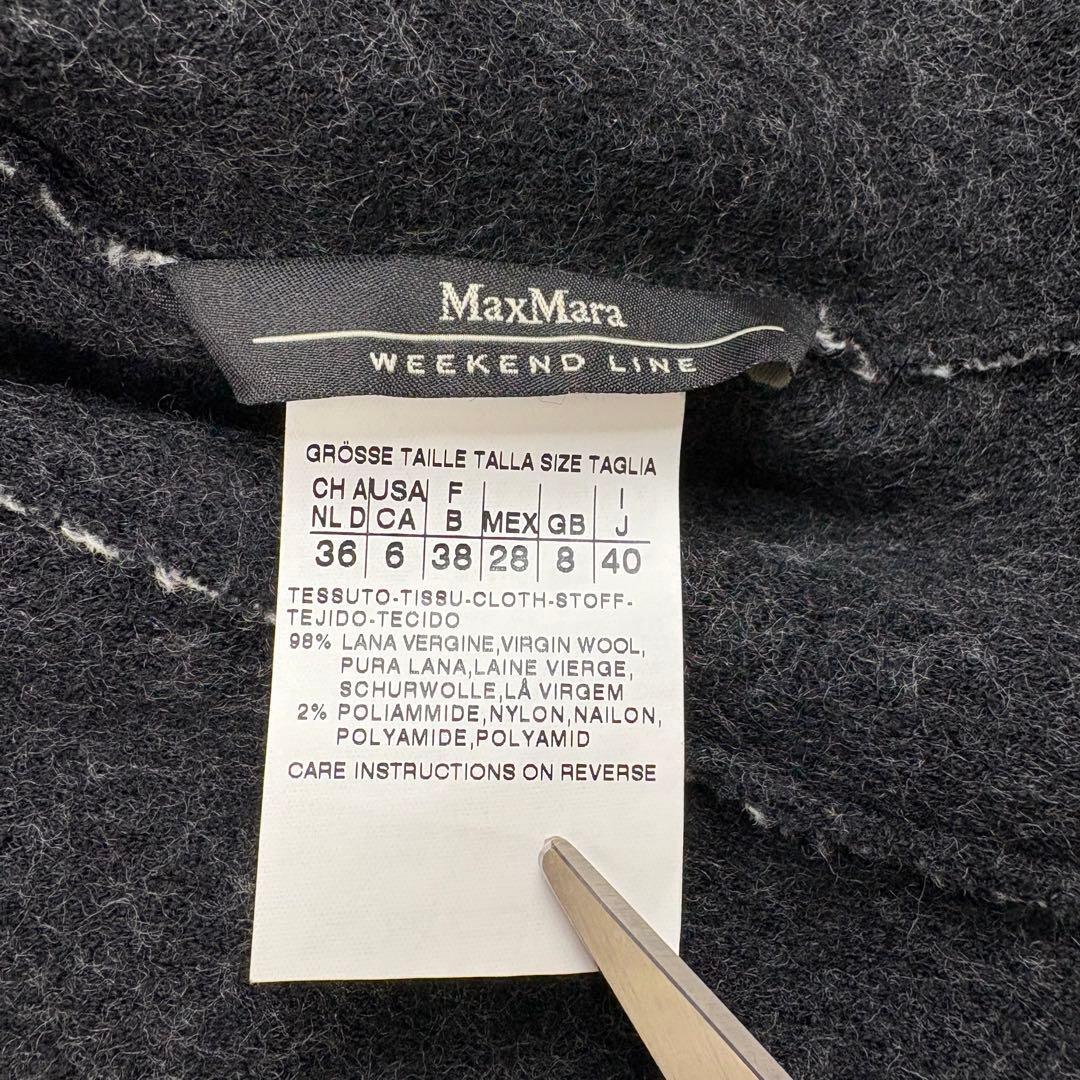 MaxMara
WEEKEND LINE
GRÖSSE TAILLE TALLA SIZE TAGLIA
CH A USA F I
NL D CA B MEX GB J
36 6 38 28 8 40
TESSUTO-TISSU-CLOTH-STOFF-
TEJIDO-TECIDO
98% LANA VERGINE,VIRGIN WOOL,
PURA LANA,LAINE VIERGE,
SCHURWOLLE,LÅ VIRGEM
2% POLIAMMIDE,NYLON,NAILON,
POLYAMIDE,POLYAMID
CARE INSTRUCTIONS ON REVERSE